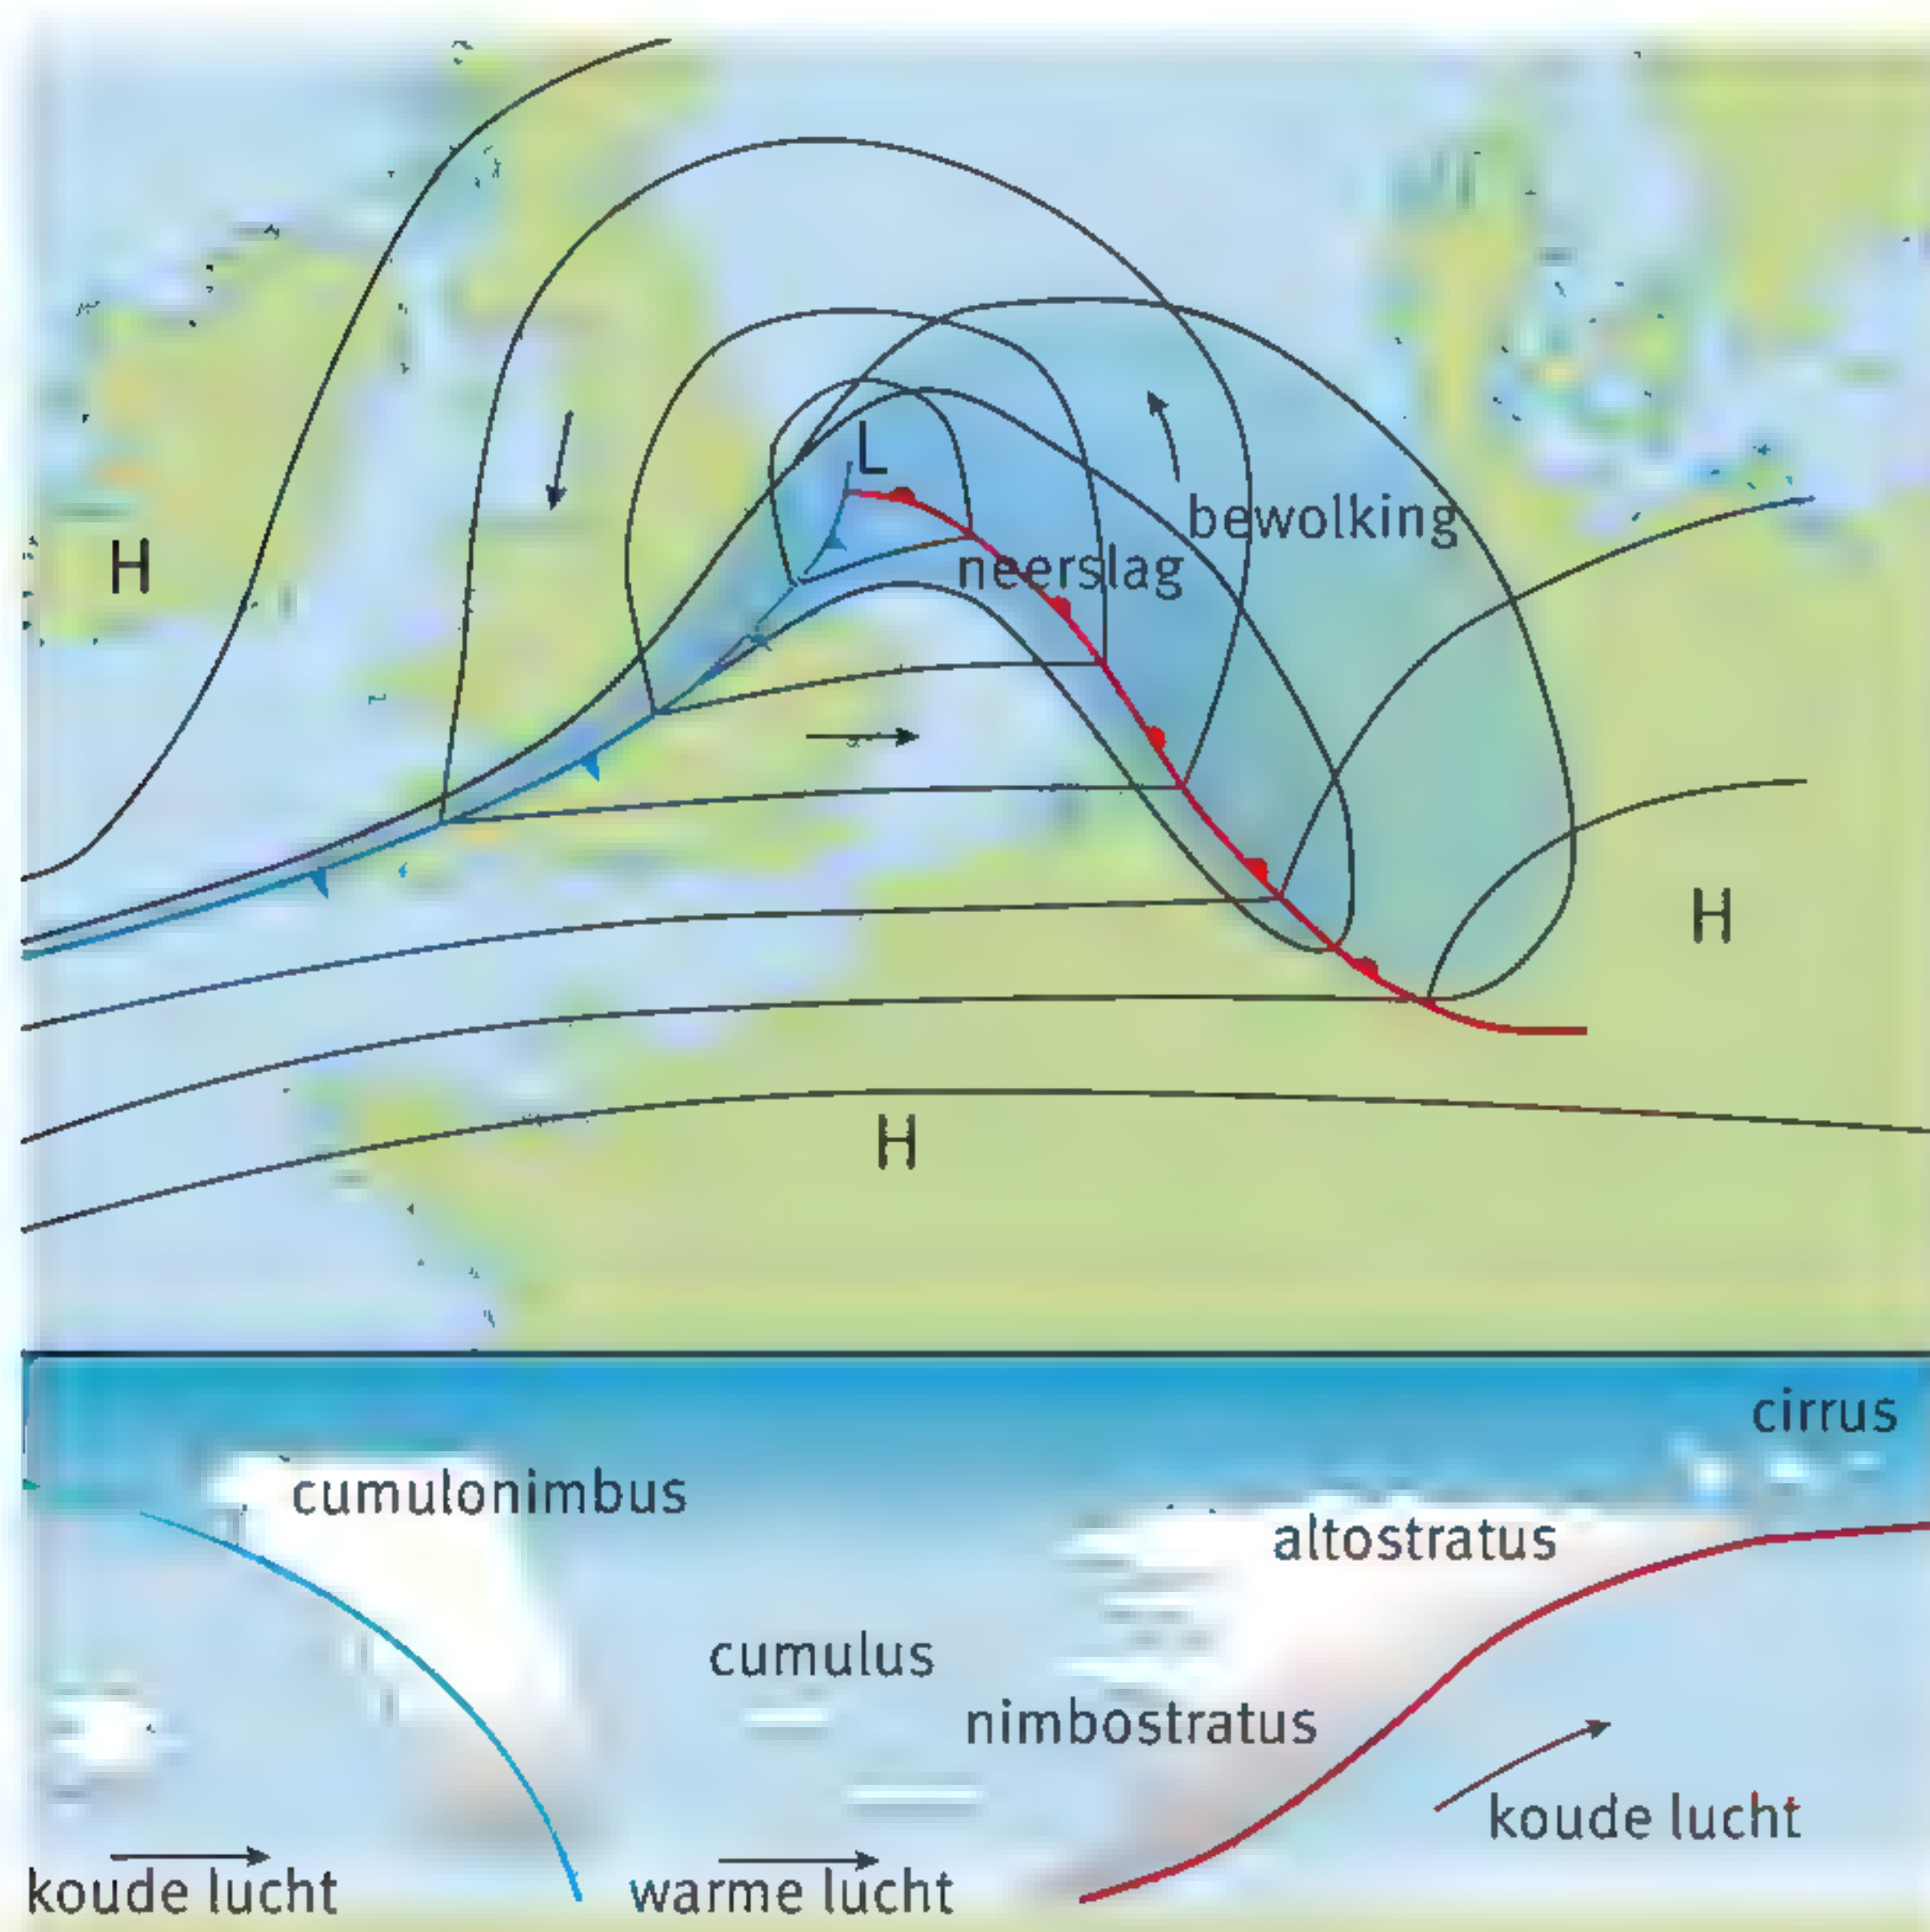 L
bewolking
neerslag
H
H
H
cirrus
cumulonimbus
altostratus
cumulus
nimbostratus
koude lucht
koude lucht
warme lucht